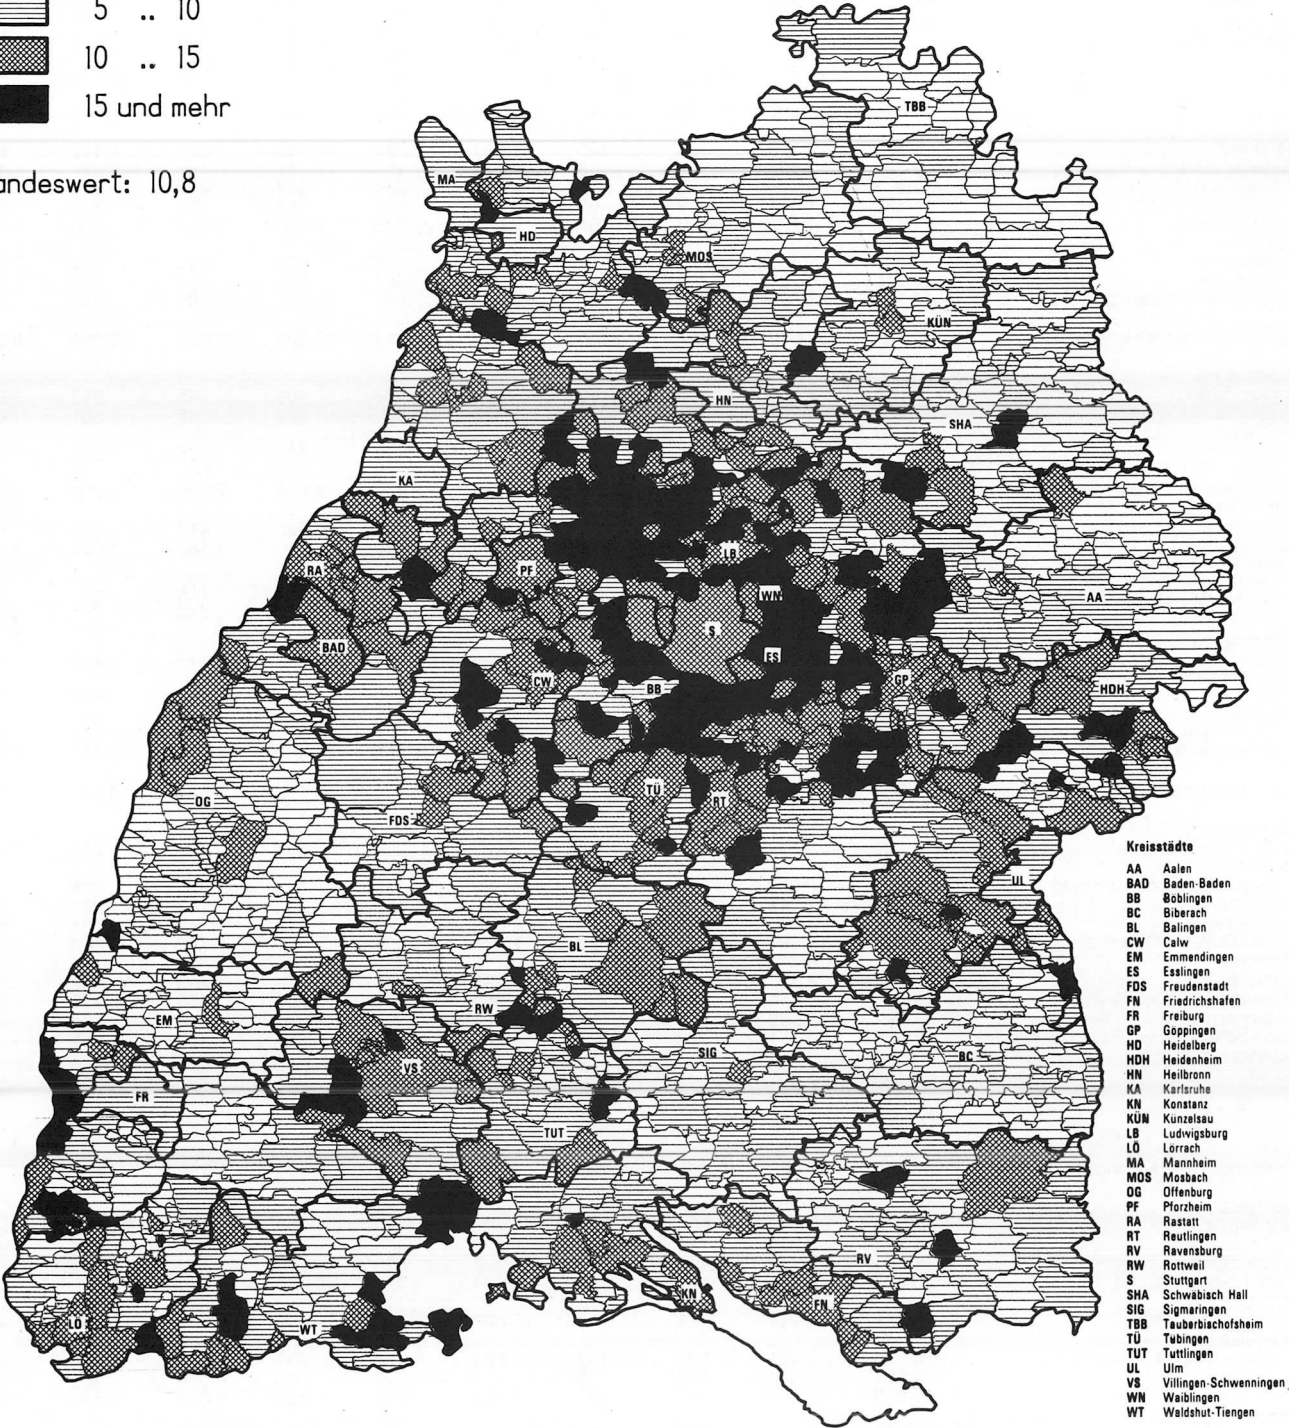 5 .. 10
10 .. 15
15 und mehr
andeswert: 10,8
TBB
MA
HD
MOS
KÜN
HN
SHA
KA
LB
RA
PF
WN
AA
S
BAD
ES
CW
BB
GP
HDH
TÜ
RT
OG
FDS
UL
BL
RW
EM
SIG
BC
VS
FR
TUT
RV
KN
FN
LÖ
WT
Kreisstädte
AA Aalen
BAD Baden-Baden
BB Böblingen
BC Biberach
BL Balingen
CW Calw
EM Emmendingen
ES Esslingen
FDS Freudenstadt
FN Friedrichshafen
FR Freiburg
GP Göppingen
HD Heidelberg
HDH Heidenheim
HN Heilbronn
KA Karlsruhe
KN Konstanz
KÜN Künzelsau
LB Ludwigsburg
LÖ Lörrach
MA Mannheim
MOS Mosbach
OG Offenburg
PF Pforzheim
RA Rastatt
RT Reutlingen
RV Ravensburg
RW Rottweil
S Stuttgart
SHA Schwäbisch Hall
SIG Sigmaringen
TBB Tauberbischofsheim
TÜ Tübingen
TUT Tuttlingen
UL Ulm
VS Villingen-Schwenningen
WN Waiblingen
WT Waldshut-Tiengen